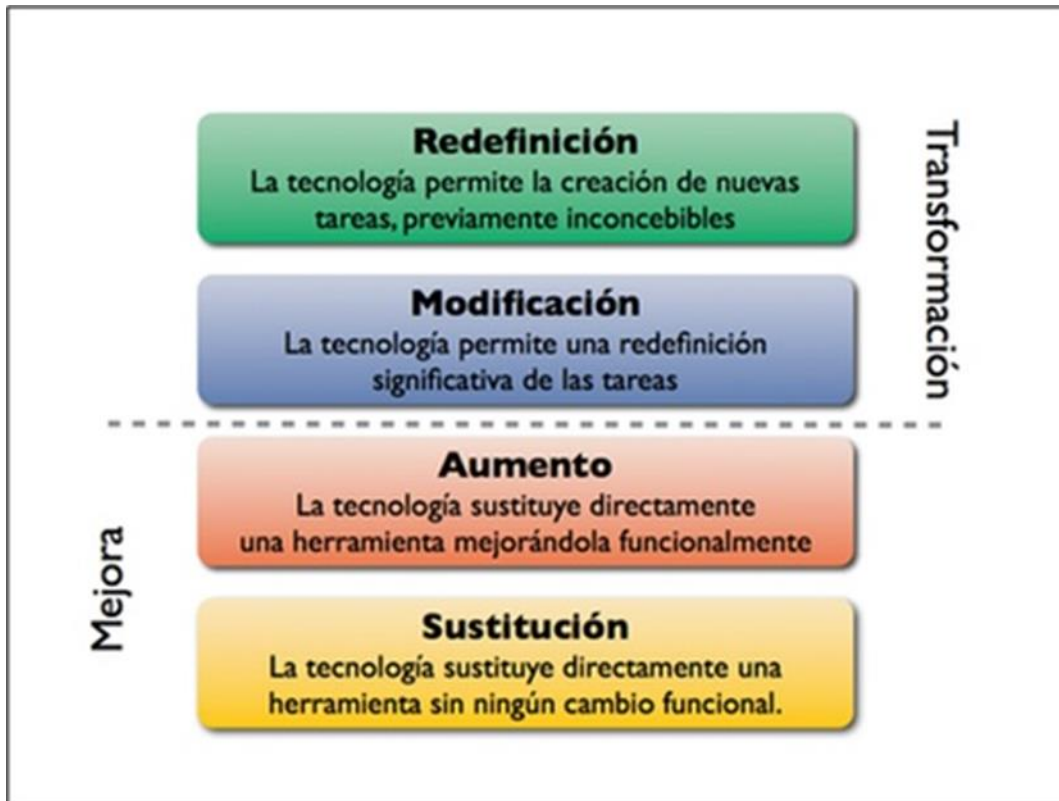 Redefinición
La tecnología permite la creación de nuevas
tareas, previamente inconcebibles
Modificación
La tecnología permite una redefinición
significativa de las tareas
Transformación
Aumento
La tecnología sustituye directamente
una herramienta mejorándola funcionalmente
Sustitución
La tecnología sustituye directamente una
herramienta sin ningún cambio funcional.
Mejora